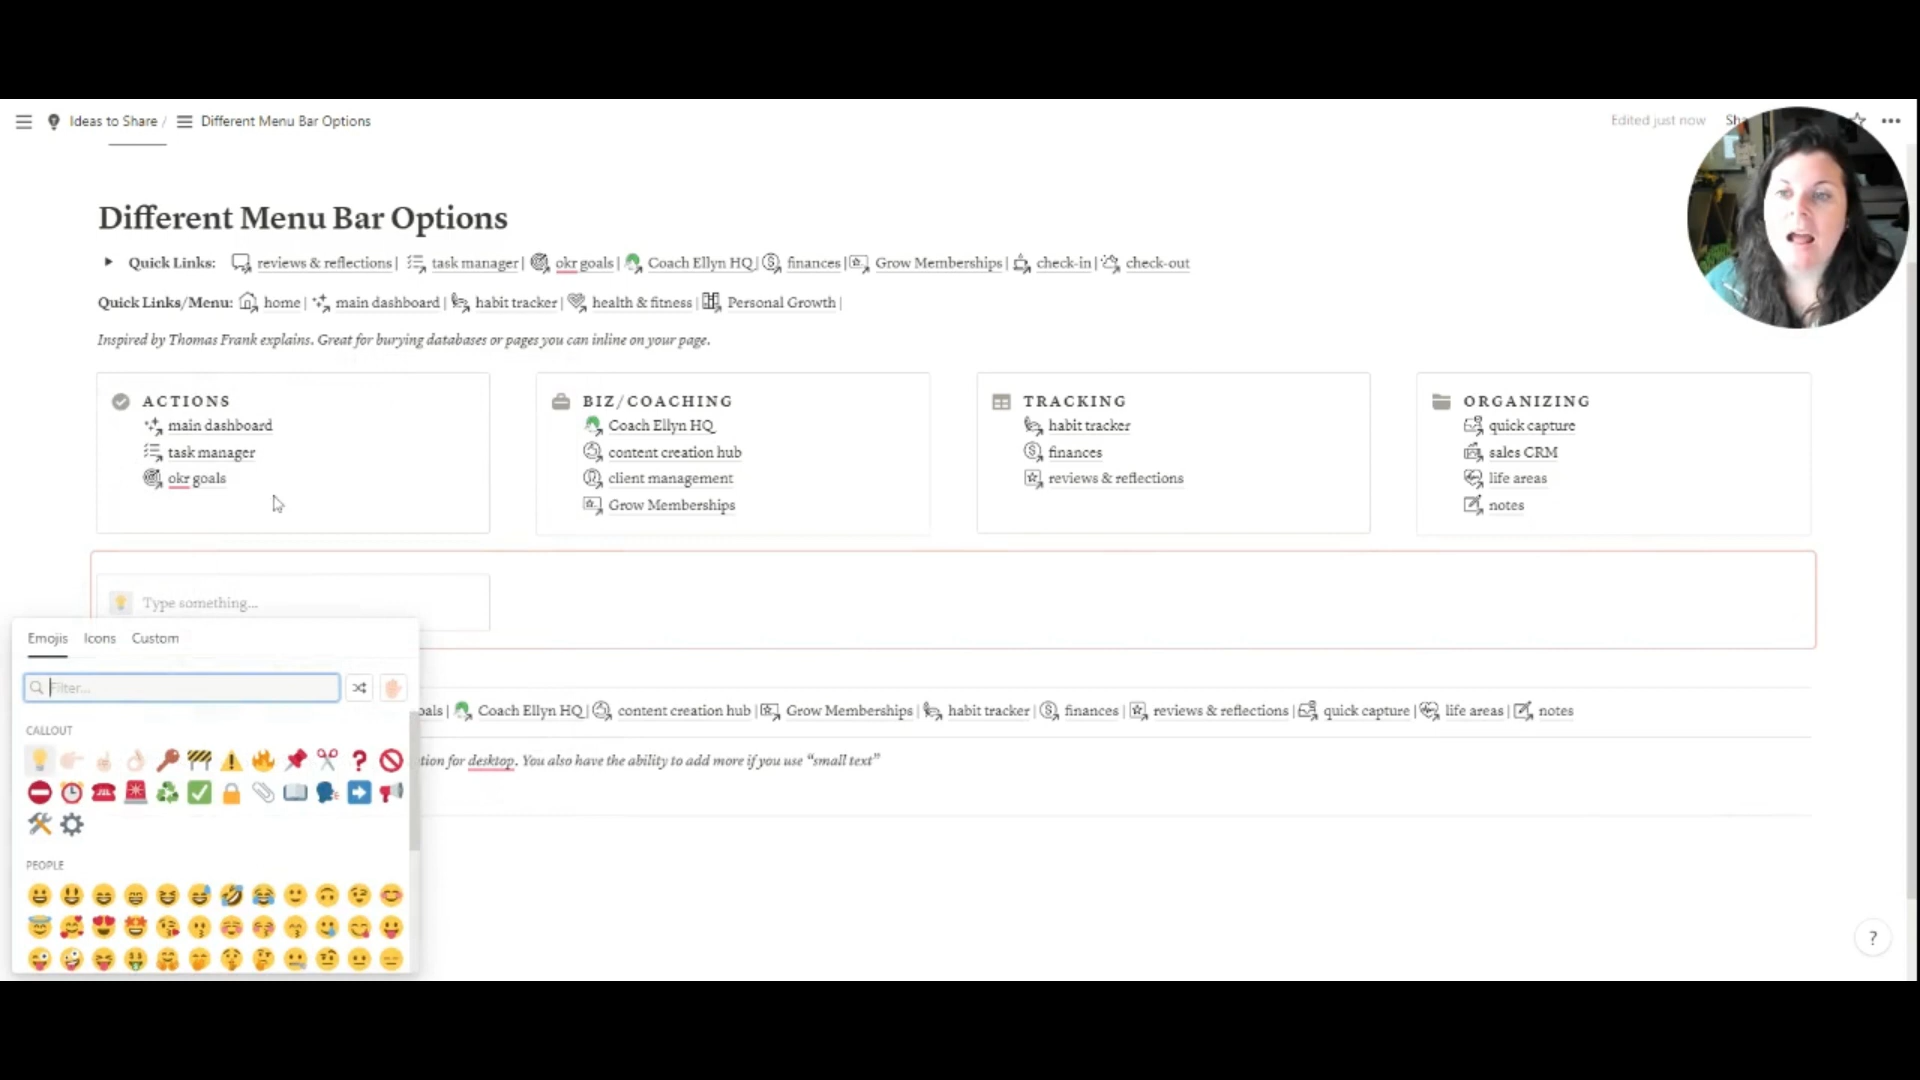 Ideas to Share / Different Menu Bar Options
Edited just now
Different Menu Bar Options
Quick Links: reviews & reflections | task manager | okr goals | Coach Ellyn HQ | finances | Grow Memberships | check-in | check-out
Quick Links/Menu: home | main dashboard | habit tracker | health & fitness | Personal Growth |
Inspired by Thomas Frank explains. Great for burying databases or pages you can inline on your page.
ACTIONS
main dashboard
task manager
okr goals
BIZ/COACHING
Coach Ellyn HQ
content creation hub
client management
Grow Memberships
TRACKING
habit tracker
finances
reviews & reflections
ORGANIZING
quick capture
sales CRM
life areas
notes
Type something...
Emojis Icons Custom
Filter...
CALLOUT
PEOPLE
| Coach Ellyn HQ | content creation hub | Grow Memberships | habit tracker | finances | reviews & reflections | quick capture | life areas | notes
for desktop. You also have the ability to add more if you use “small text”
?